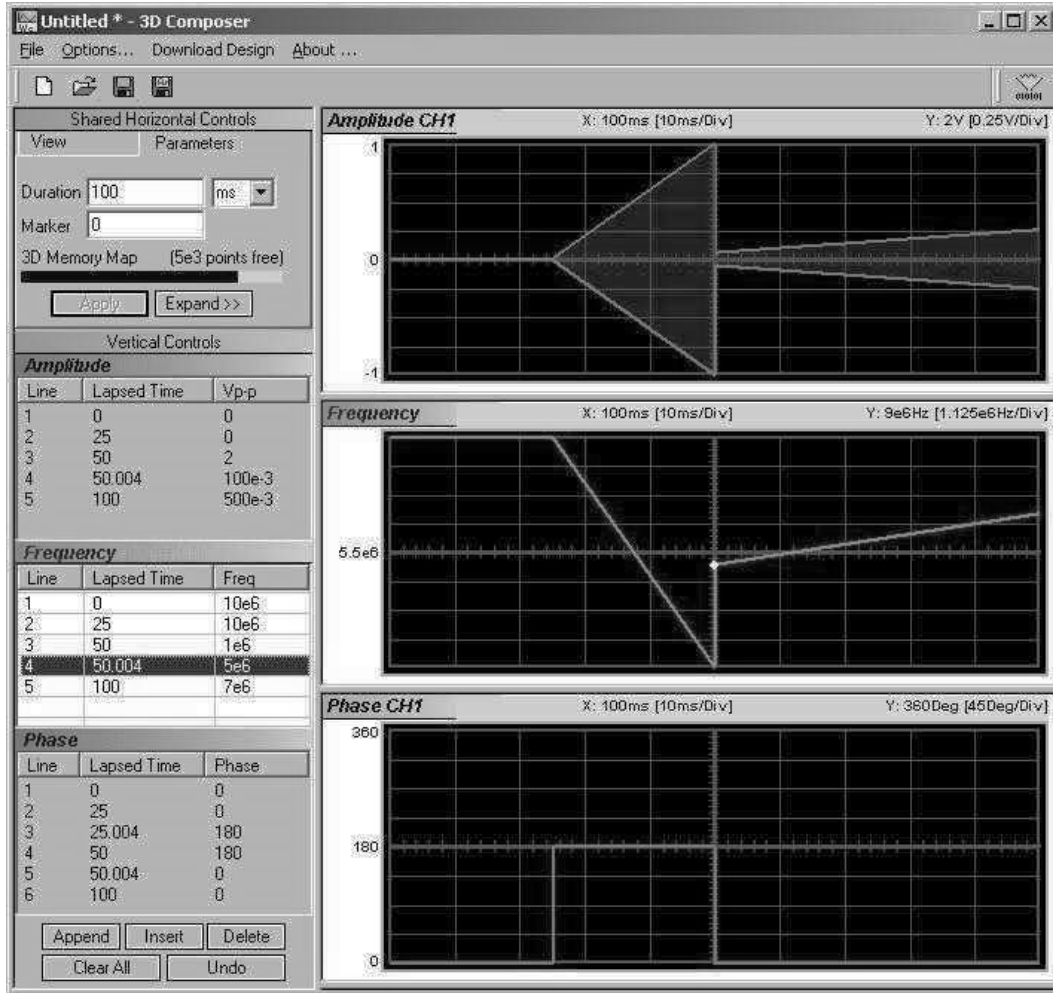 Untitled * - 3D Composer
File Options... Download Design About ...
Shared Horizontal Controls
View Parameters
Duration 100 ms
Marker 0
3D Memory Map (5e3 points free)
Apply Expand >>
Vertical Controls
Amplitude
Line Lapsed Time Vp-p
1 0 0
2 25 0
3 50 2
4 50.004 100e-3
5 100 500e-3
Frequency
Line Lapsed Time Freq
1 0 10e6
2 25 10e6
3 50 1e6
4 50.004 5e6
5 100 7e6
Phase
Line Lapsed Time Phase
1 0 0
2 25 0
3 25.004 180
4 50 180
5 50.004 0
6 100 0
Append Insert Delete
Clear All Undo
Amplitude CH1 X: 100ms [10ms/Div] Y: 2V [0.25V/Div]
1
0
-1
Frequency X: 100ms [10ms/Div] Y: 9e6Hz [1.125e6Hz/Div]
5.5e6
Phase CH1 X: 100ms [10ms/Div] Y: 360Deg [45Deg/Div]
360
180
0